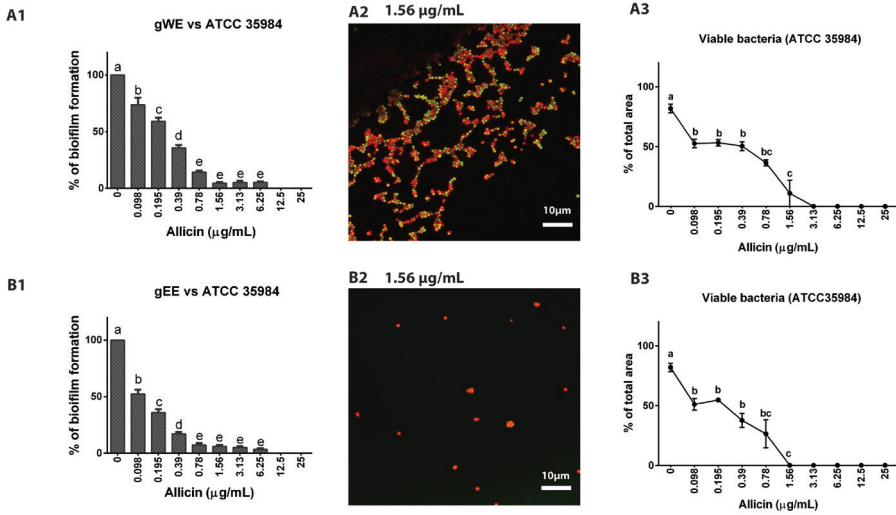 A1
gWE vs ATCC 35984
% of bioifilm formation
100
50
0
a
b
c
d
e
e
e
e
0
0.098
0.195
0.39
0.78
1.56
3.13
6.25
12.5
25
Allicin (µg/mL)
A2 1.56 µg/mL
10µm
A3
Viable bacteria (ATCC 35984)
% of total area
100
50
0
a
b
b
b
bc
c
0
0.098
0.195
0.39
0.78
1.56
3.13
6.25
12.5
25
Allicin (µg/mL)
B1
gEE vs ATCC 35984
% of bioifilm formation
100
50
0
a
b
c
d
e
e
e
e
0
0.098
0.195
0.39
0.78
1.56
3.13
6.25
12.5
25
Allicin (µg/mL)
B2 1.56 µg/mL
10µm
B3
Viable bacteria (ATCC35984)
% of total area
100
50
0
a
b
b
b
bc
c
0
0.098
0.195
0.39
0.78
1.56
3.13
6.25
12.5
25
Allicin (µg/mL)